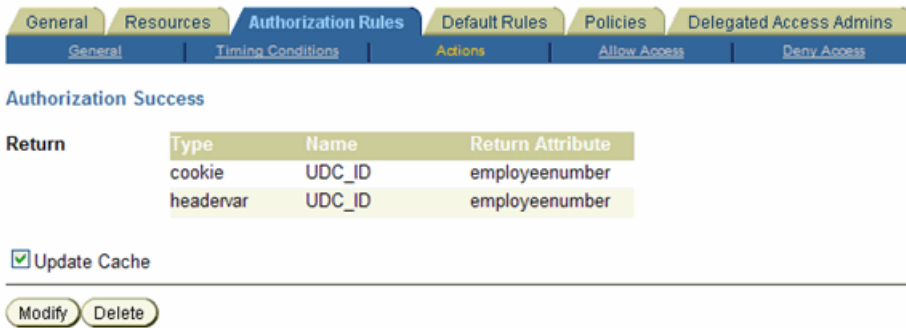 General Resources Authorization Rules Default Rules Policies Delegated Access Admins
General Timing Conditions Actions Allow Access Deny Access
Authorization Success
Return Type Name Return Attribute
cookie UDC_ID employeenumber
headervar UDC_ID employeenumber
Update Cache
Modify Delete